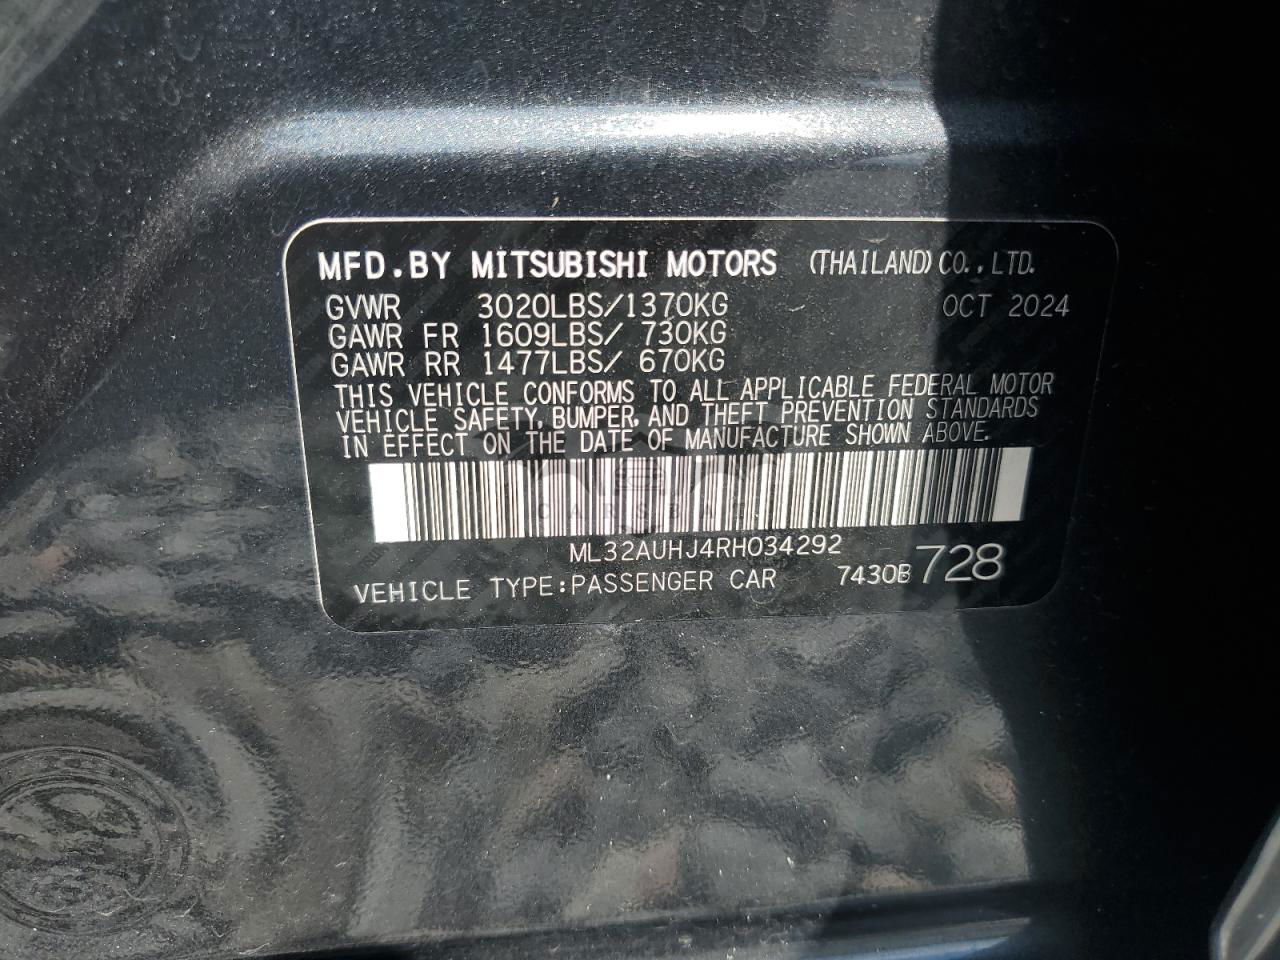 MFD.BY MITSUBISHI MOTORS (THAILAND) CO.,LTD.
GVWR 3020LBS/1370KG OCT 2024
GAWR FR 1609LBS/ 730KG
GAWR RR 1477LBS/ 670KG
THIS VEHICLE CONFORMS TO ALL APPLICABLE FEDERAL MOTOR
VEHICLE SAFETY, BUMPER, AND THEFT PREVENTION STANDARDS
IN EFFECT ON THE DATE OF MANUFACTURE SHOWN ABOVE.
ML32AUHJ4RH034292
VEHICLE TYPE:PASSENGER CAR 7430B 728